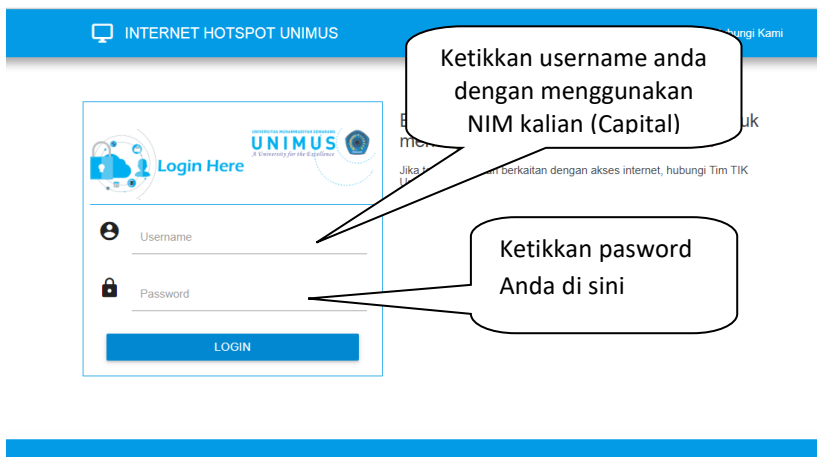 INTERNET HOTSPOT UNIMUS
Kami
Ketikkan username anda
dengan menggunakan
NIM kalian (Capital)
UNIVERSITAS MUHAMMADIYAH SEMARANG
UNIMUS
A University for the Excellence
Login Here
Jika berkaitan dengan akses internet, hubungi Tim TIK
Username
Ketikkan pasword
Anda di sini
Password
LOGIN